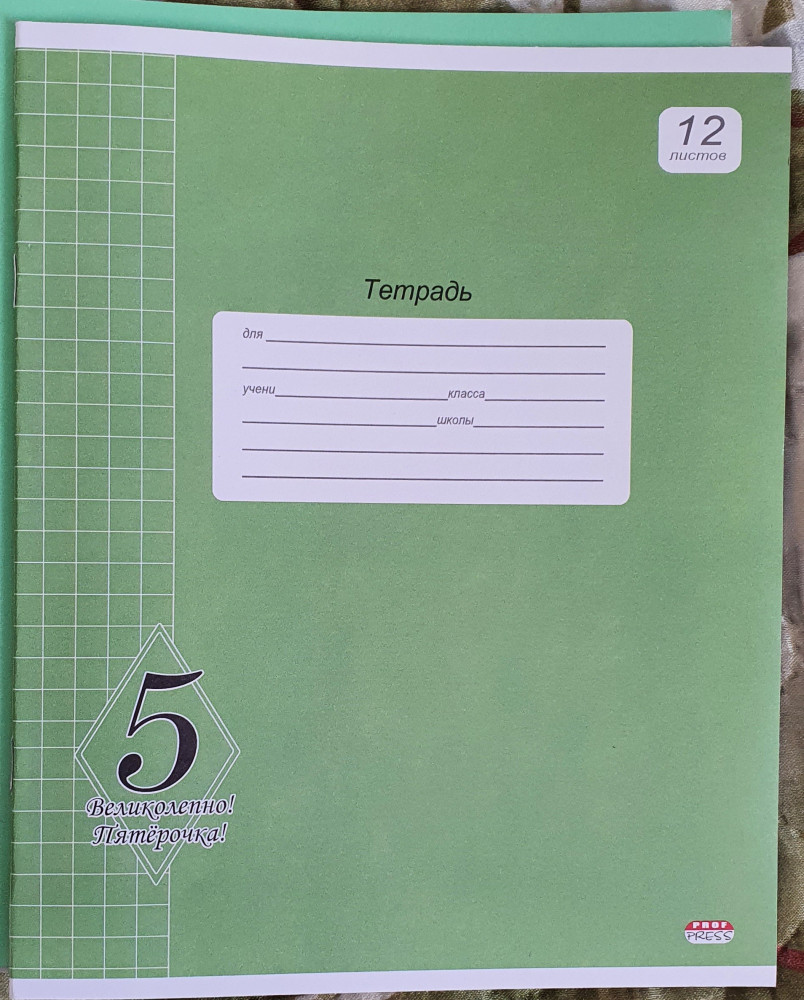 12
листов
Тетрадь
для
учени класса
школы
5
Великолепно!
Пятёрочка!
PROF
PRESS